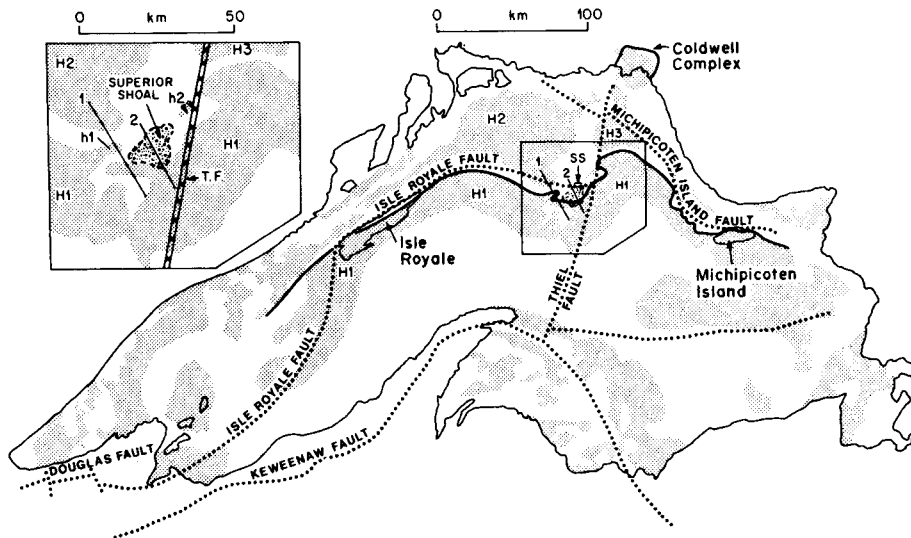 0 50
km
0 100
km
H2
H3
SUPERIOR
SHOAL
h2
1
2
h1
H1
H1
T.F.
Coldwell
Complex
H2
H3
MICHIPICOTEN ISLAND FAULT
ISLE ROYALE FAULT
1
SS
2
H1
H1
Isle
Royale
H1
Michipicoten
Island
THIEL
FAULT
ISLE ROYALE FAULT
DOUGLAS FAULT
KEWEENAW FAULT